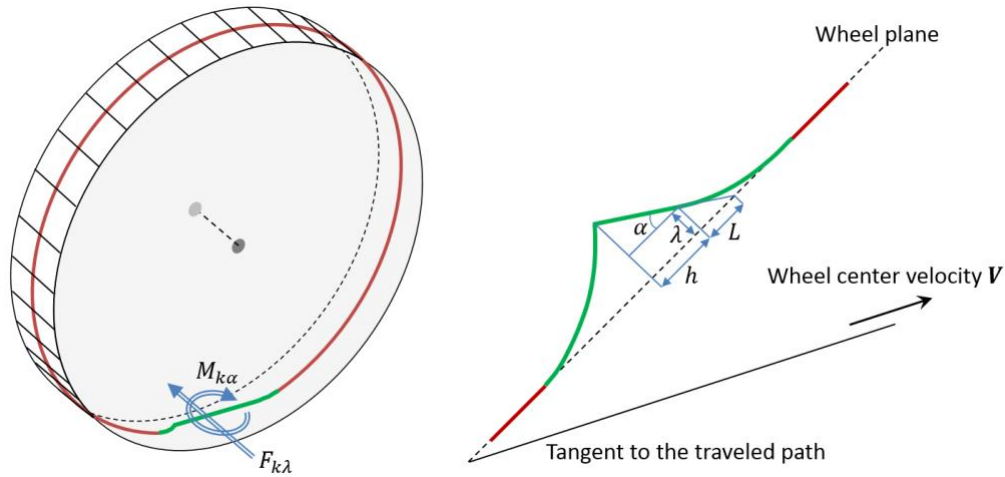 M_{kα}
F_{kλ}
Wheel plane
α
λ
L
h
Wheel center velocity V
Tangent to the traveled path